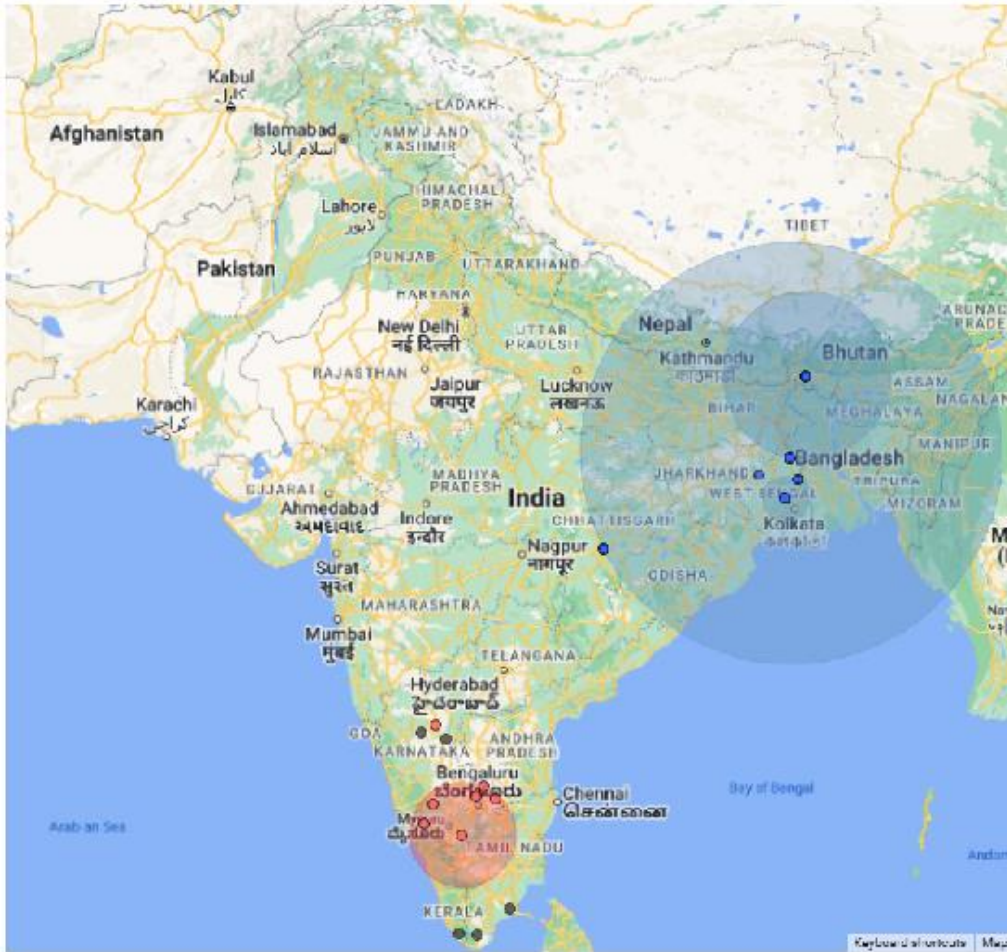 Kabul
کابل
LADAKH
Afghanistan
Islamabad
اسلام آباد
JAMMU AND
KASHMIR
HIMACHAL
PRADESH
Lahore
لاہور
TIBET
PUNJAB
UTTARAKHAND
Pakistan
HARYANA
New Delhi
नई दिल्ली
UTTAR
PRADESH
Nepal
Kathmandu
काठमाडौं
Bhutan
ASSAM
RAJASTHAN
Jaipur
जयपुर
Lucknow
लखनऊ
Karachi
کراچی
BIHAR
MEGHALAYA
NAGALAN
MANIPUR
Bangladesh
JHARKHAND
TRIPURA
WEST BENGAL
MIZORAM
MADHYA
PRADESH
GUJARAT
Ahmedabad
અમદાવાદ
Indore
इन्दौर
India
CHHATTISGARH
Kolkata
Nagpur
नागपूर
ODISHA
Surat
સુરત
MAHARASHTRA
Mumbai
मुंबई
TELANGANA
Hyderabad
హైదరాబాద్
GOA
KARNATAKA
ANDHRA
PRADESH
Bengaluru
Chennai
சென்னை
Bay of Bengal
Arabian Sea
ಮೈಸೂರು
TAMIL NADU
KERALA
Keyboard shortcuts
Map